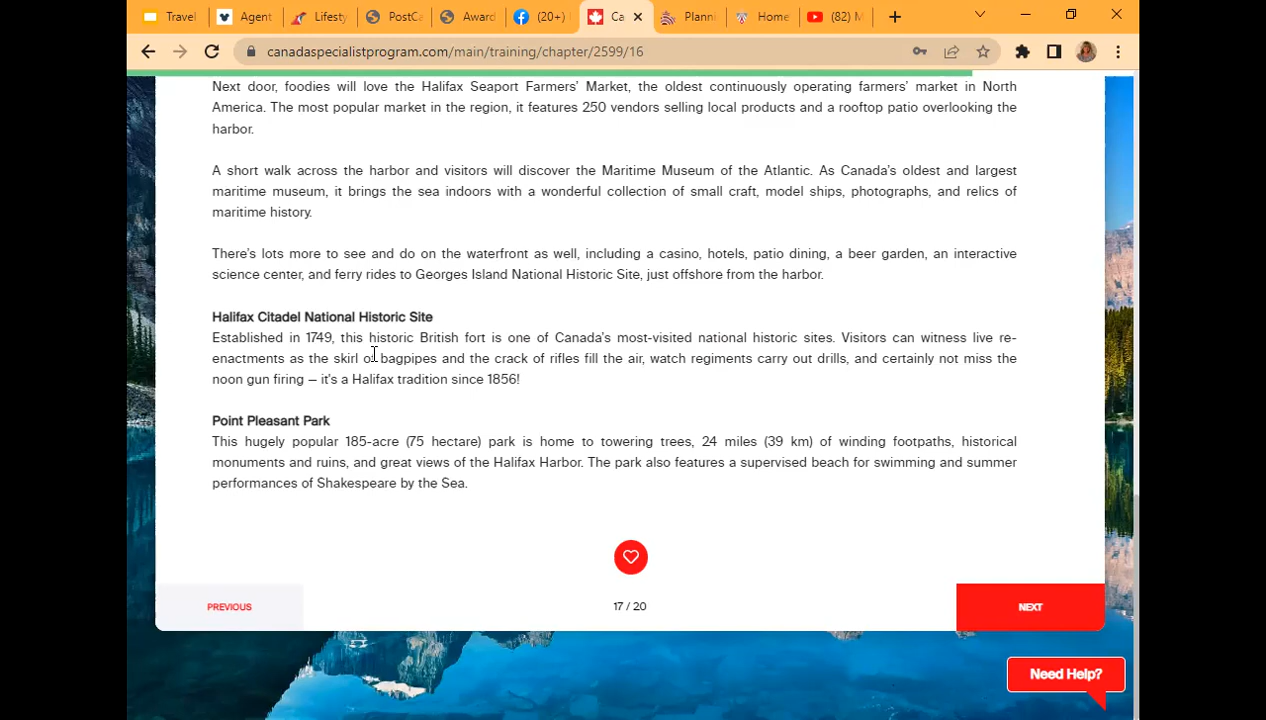 Travel
Agent
Lifesty
PostCa
Award
(20+)
Ca
Planni
Home
(82) M
canadaspecialistprogram.com/main/training/chapter/2599/16
Next door, foodies will love the Halifax Seaport Farmers' Market, the oldest continuously operating farmers' market in North
America. The most popular market in the region, it features 250 vendors selling local products and a rooftop patio overlooking the
harbor.
A short walk across the harbor and visitors will discover the Maritime Museum of the Atlantic. As Canada's oldest and largest
maritime museum, it brings the sea indoors with a wonderful collection of small craft, model ships, photographs, and relics of
maritime history.
There's lots more to see and do on the waterfront as well, including a casino, hotels, patio dining, a beer garden, an interactive
science center, and ferry rides to Georges Island National Historic Site, just offshore from the harbor.
Halifax Citadel National Historic Site
Established in 1749, this historic British fort is one of Canada's most-visited national historic sites. Visitors can witness live re-
enactments as the skirl of bagpipes and the crack of rifles fill the air, watch regiments carry out drills, and certainly not miss the
noon gun firing – it's a Halifax tradition since 1856!
Point Pleasant Park
This hugely popular 185-acre (75 hectare) park is home to towering trees, 24 miles (39 km) of winding footpaths, historical
monuments and ruins, and great views of the Halifax Harbor. The park also features a supervised beach for swimming and summer
performances of Shakespeare by the Sea.
PREVIOUS
17 / 20
NEXT
Need Help?